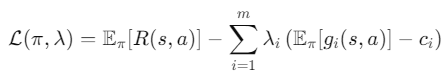 \mathcal{L}(\pi, \lambda) = \mathbb{E}_\pi[R(s,a)] - \sum_{i=1}^{m} \lambda_i \left( \mathbb{E}_\pi[g_i(s,a)] - c_i \right)